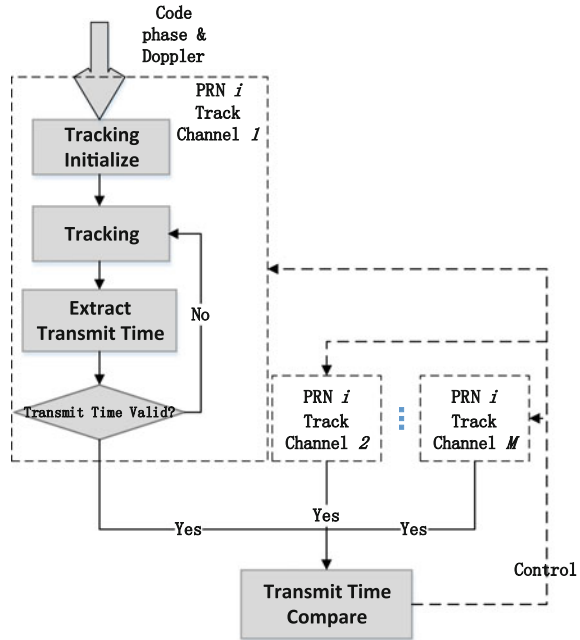 Code
phase &
Doppler
PRN i
Track
Channel 1
Tracking
Initialize
Tracking
Extract
Transmit Time
No
Transmit Time Valid?
PRN i
Track
Channel 2
PRN i
Track
Channel M
Yes
Yes
Yes
Control
Transmit Time
Compare